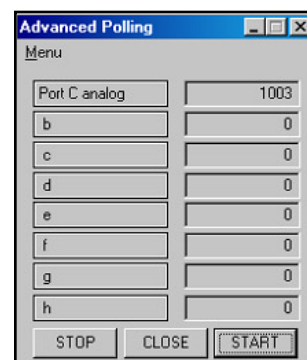 Advanced Polling
Menu
Port C analog 1003
b 0
c 0
d 0
e 0
f 0
g 0
h 0
STOP CLOSE START